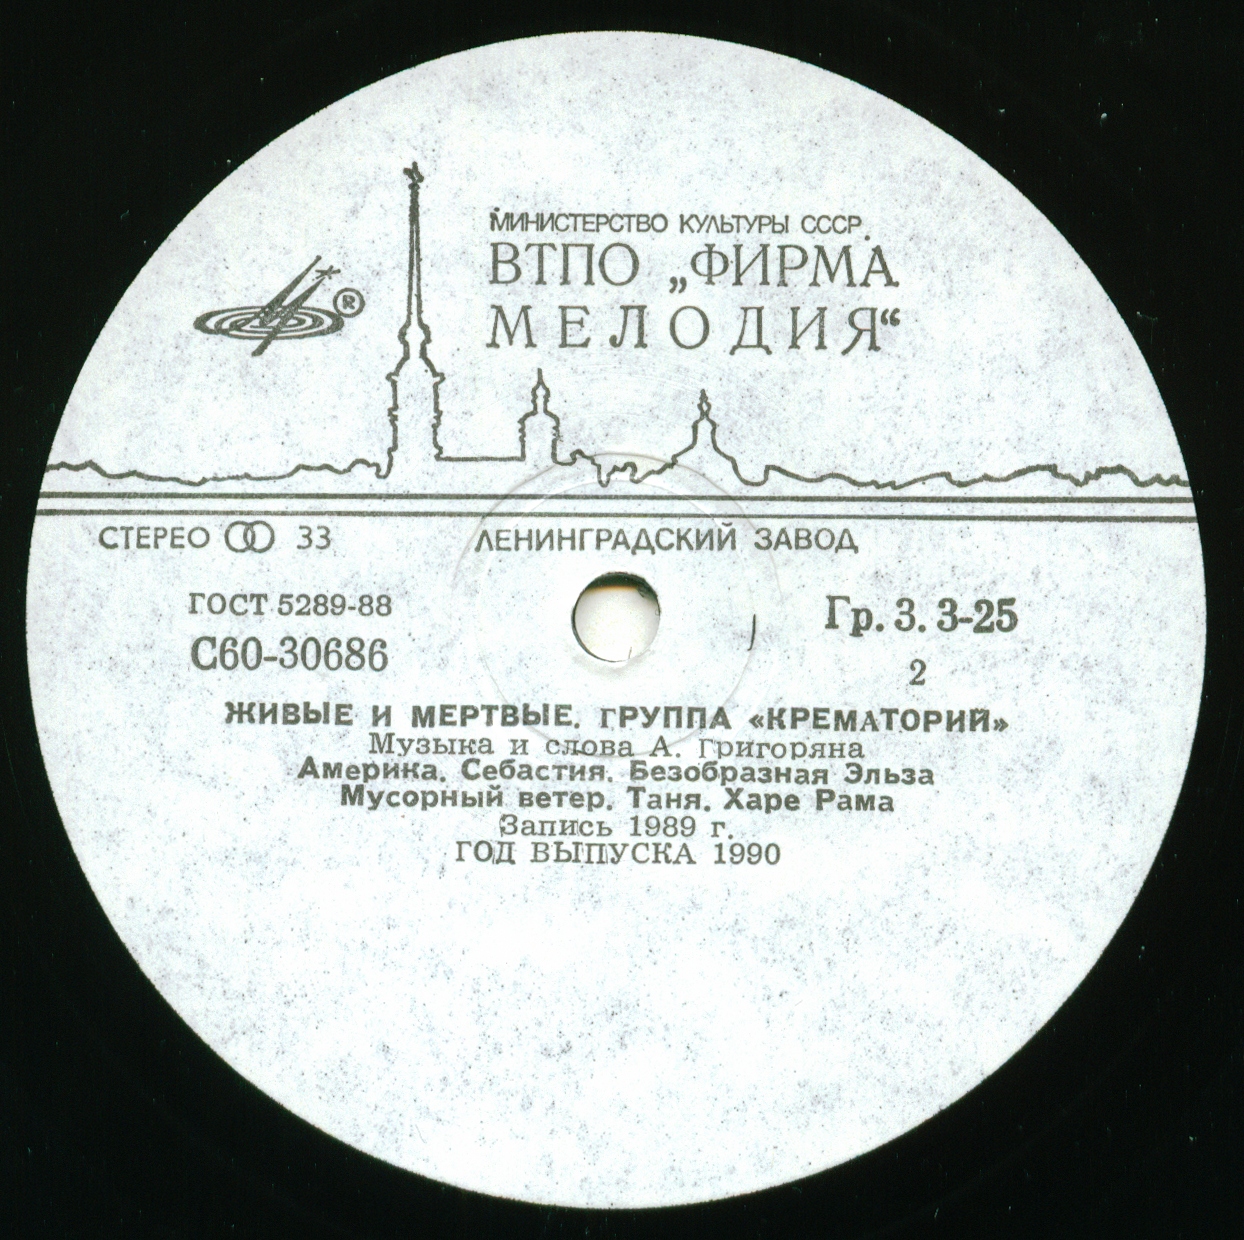 МИНИСТЕРСТВО КУЛЬТУРЫ СССР
ВТПО „ФИРМА
МЕЛОДИЯ“
®
СТЕРЕО 33
ЛЕНИНГРАДСКИЙ ЗАВОД
ГОСТ 5289-88
Гр. 3. 3-25
С60-30686
2
ЖИВЫЕ И МЕРТВЫЕ. ГРУППА «КРЕМАТОРИЙ»
Музыка и слова А. Григоряна
Америка. Себастия. Безобразная Эльза
Мусорный ветер. Таня. Харе Рама
Запись 1989 г.
ГОД ВЫПУСКА 1990